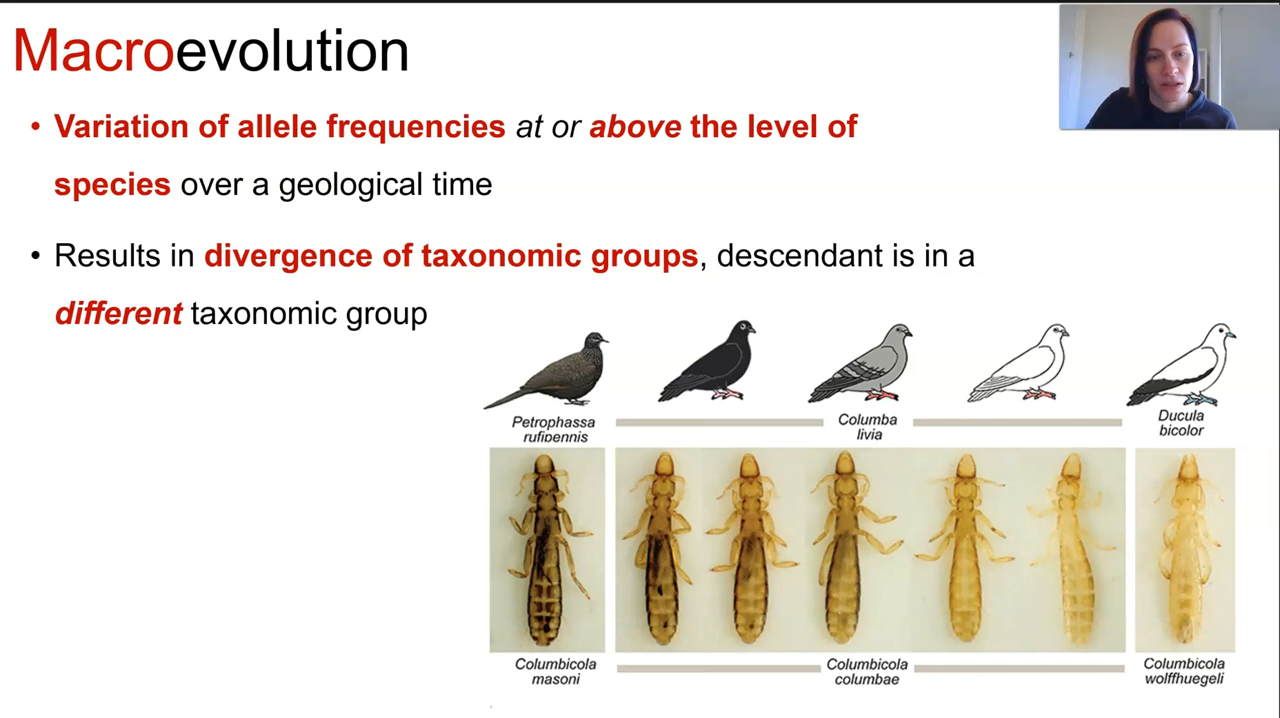 Macroevolution
• Variation of allele frequencies at or above the level of
species over a geological time
• Results in divergence of taxonomic groups, descendant is in a
different taxonomic group
Petrophassa
rufipennis
Columba
livia
Ducula
bicolor
Columbicola
masoni
Columbicola
columbae
Columbicola
wolffhuegeli